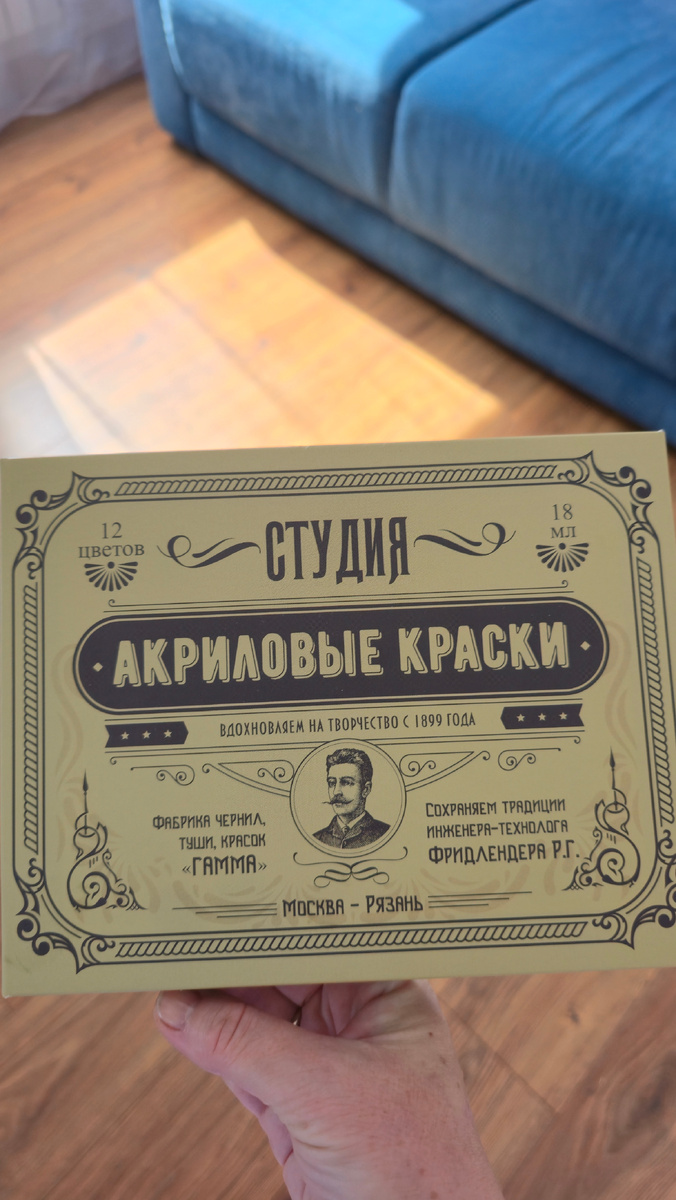 12
цветов
СТУДИЯ
18
мл
АКРИЛОВЫЕ КРАСКИ
ВДОХНОВЛЯЕМ НА ТВОРЧЕСТВО С 1899 ГОДА
ФАБРИКА ЧЕРНИЛ,
ТУШИ, КРАСОК
«ГАММА»
СОХРАНЯЕМ ТРАДИЦИИ
ИНЖЕНЕРА-ТЕХНОЛОГА
ФРИДЛЕНДЕРА Р.Г.
МОСКВА – РЯЗАНЬ